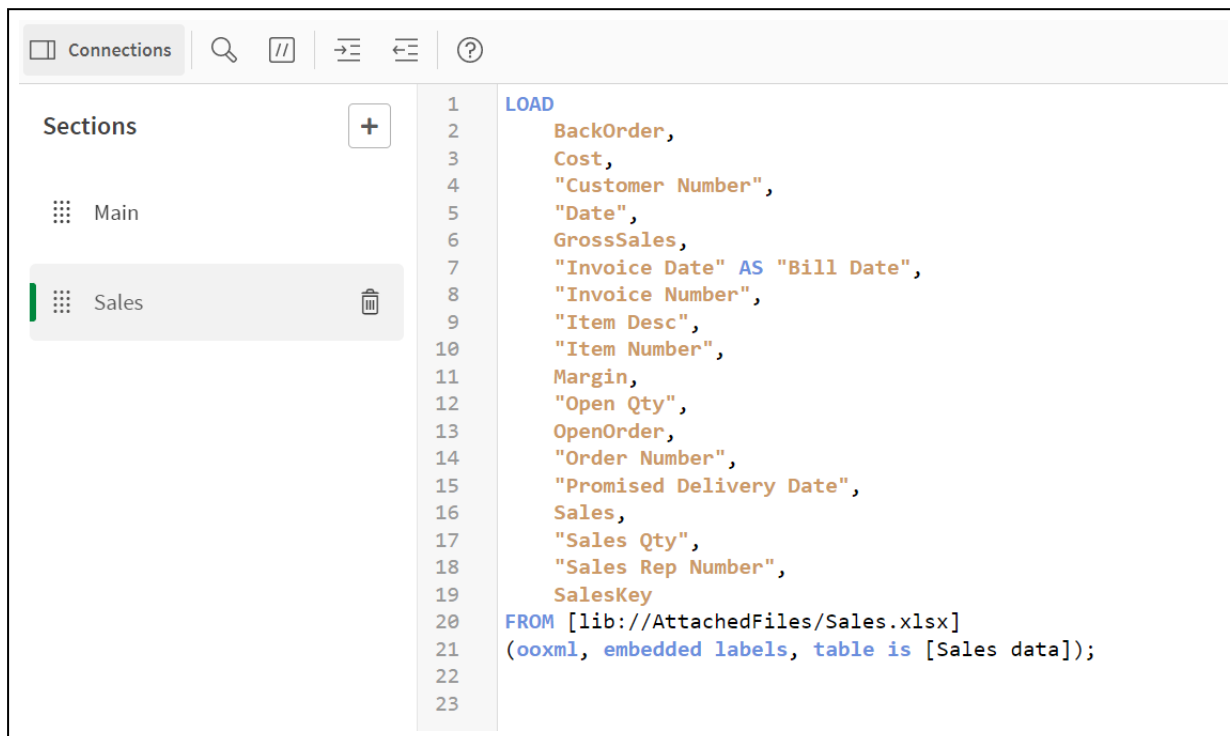 Connections
Sections
+
Main
Sales
1 LOAD
2 BackOrder,
3 Cost,
4 "Customer Number",
5 "Date",
6 GrossSales,
7 "Invoice Date" AS "Bill Date",
8 "Invoice Number",
9 "Item Desc",
10 "Item Number",
11 Margin,
12 "Open Qty",
13 OpenOrder,
14 "Order Number",
15 "Promised Delivery Date",
16 Sales,
17 "Sales Qty",
18 "Sales Rep Number",
19 SalesKey
20 FROM [lib://AttachedFiles/Sales.xlsx]
21 (ooxml, embedded labels, table is [Sales data]);
22
23